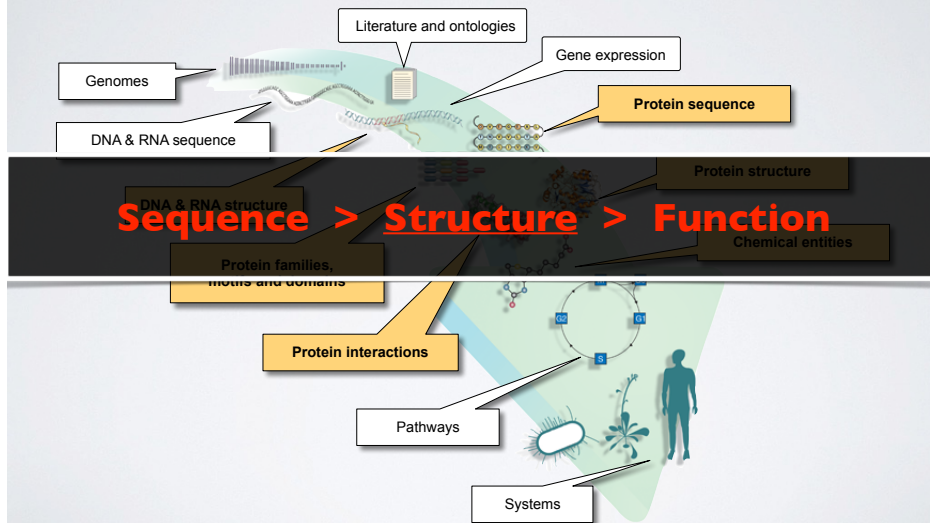 Literature and ontologies
Gene expression
Genomes
Protein sequence
DNA & RNA sequence
Protein structure
DNA & RNA structure
Sequence > Structure > Function
Chemical entities
Protein families,
motifs and domains
G2
G1
Protein interactions
S
Pathways
Systems